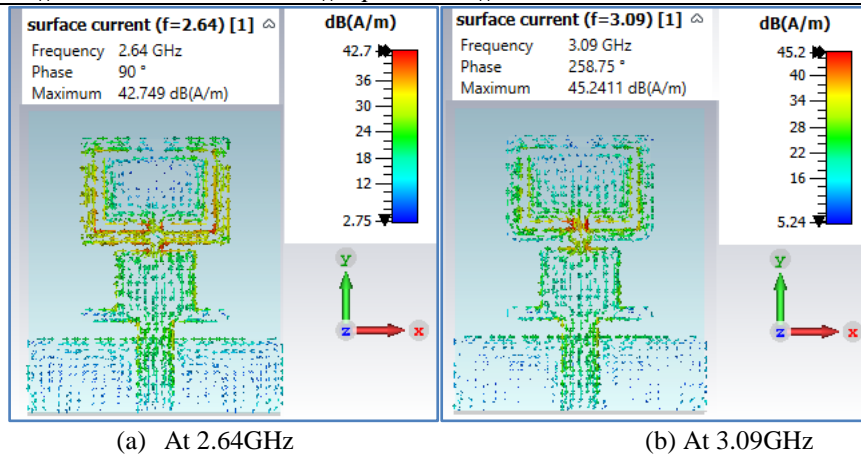 surface current (f=2.64) [1]
Frequency 2.64 GHz
Phase 90 °
Maximum 42.749 dB(A/m)
dB(A/m)
42.7
36
30
24
18
12
2.75
y
z
x
surface current (f=3.09) [1]
Frequency 3.09 GHz
Phase 258.75 °
Maximum 45.2411 dB(A/m)
dB(A/m)
45.2
40
34
28
22
16
5.24
y
z
x
(a) At 2.64GHz
(b) At 3.09GHz